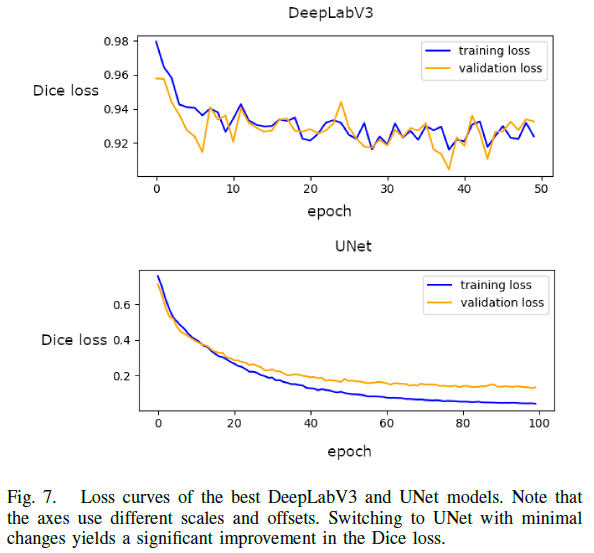 DeepLabV3
0.98
0.96
0.94
0.92
Dice loss
training loss
validation loss
0 10 20 30 40 50
epoch
UNet
0.6
0.4
0.2
Dice loss
training loss
validation loss
0 20 40 60 80 100
epoch
Fig. 7. Loss curves of the best DeepLabV3 and UNet models. Note that
the axes use different scales and offsets. Switching to UNet with minimal
changes yields a significant improvement in the Dice loss.